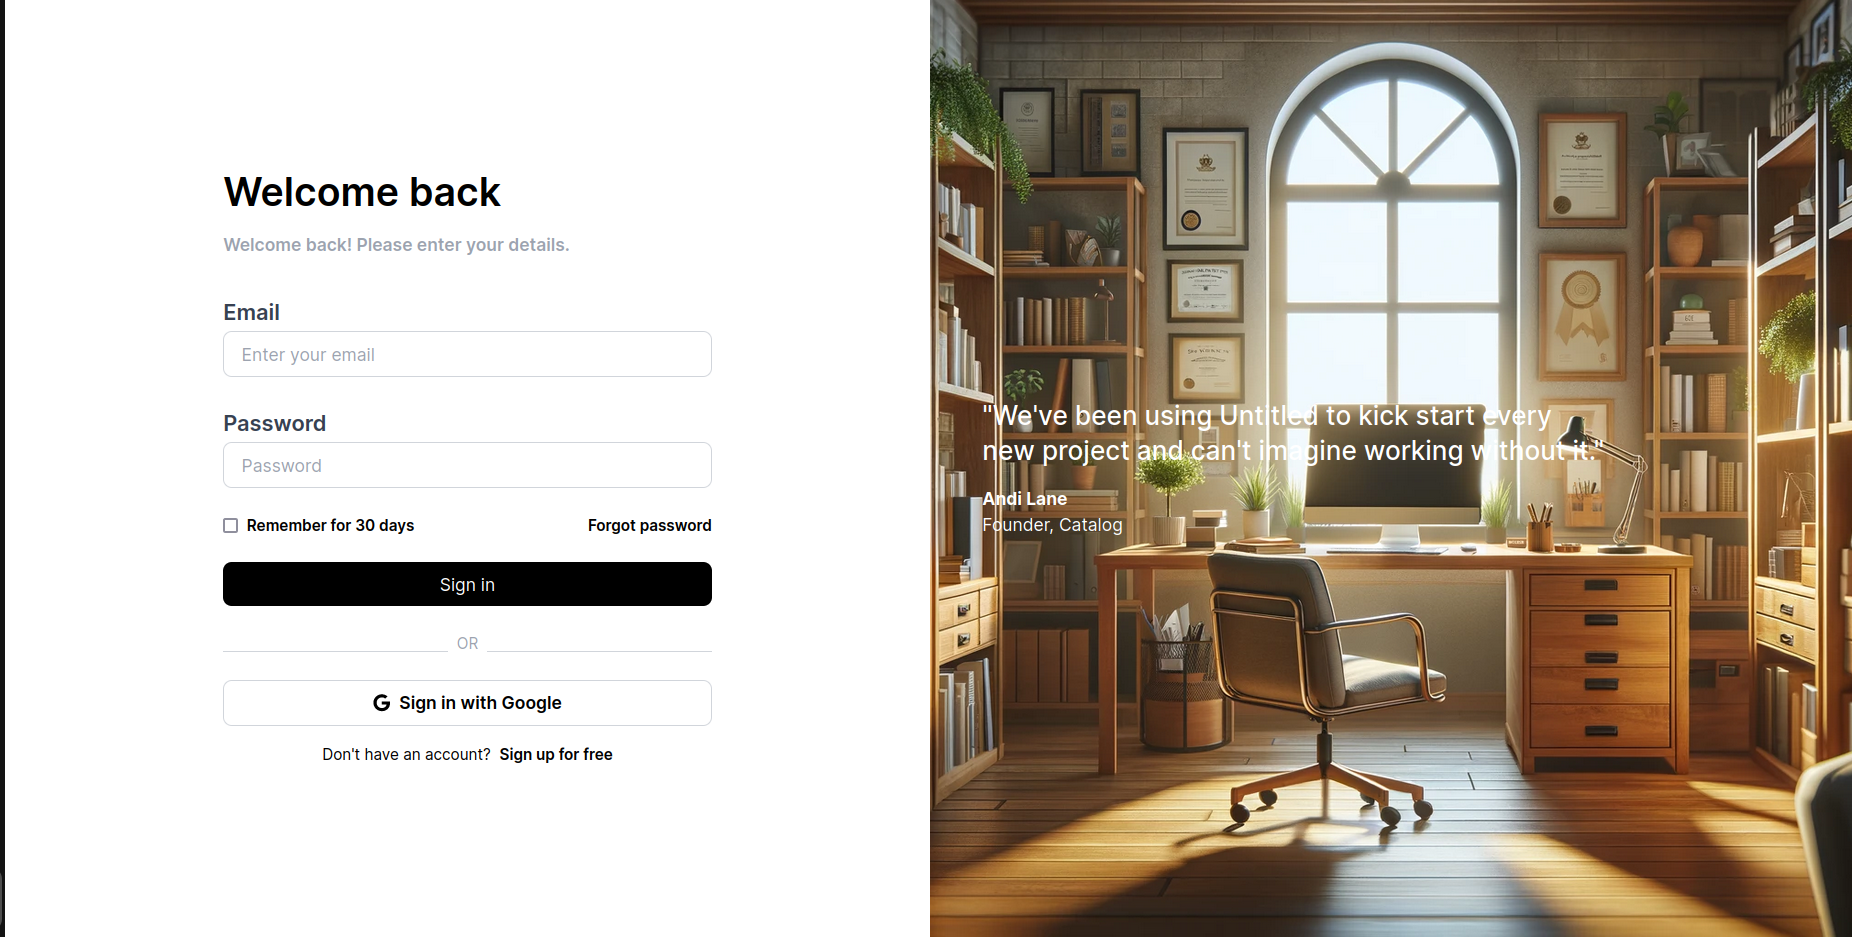 Welcome back
Welcome back! Please enter your details.
Email
Enter your email
Password
Password
Remember for 30 days
Forgot password
Sign in
OR
Sign in with Google
Don't have an account? Sign up for free
"We've been using Untitled to kick start every
new project and can't imagine working without it."
Andi Lane
Founder, Catalog